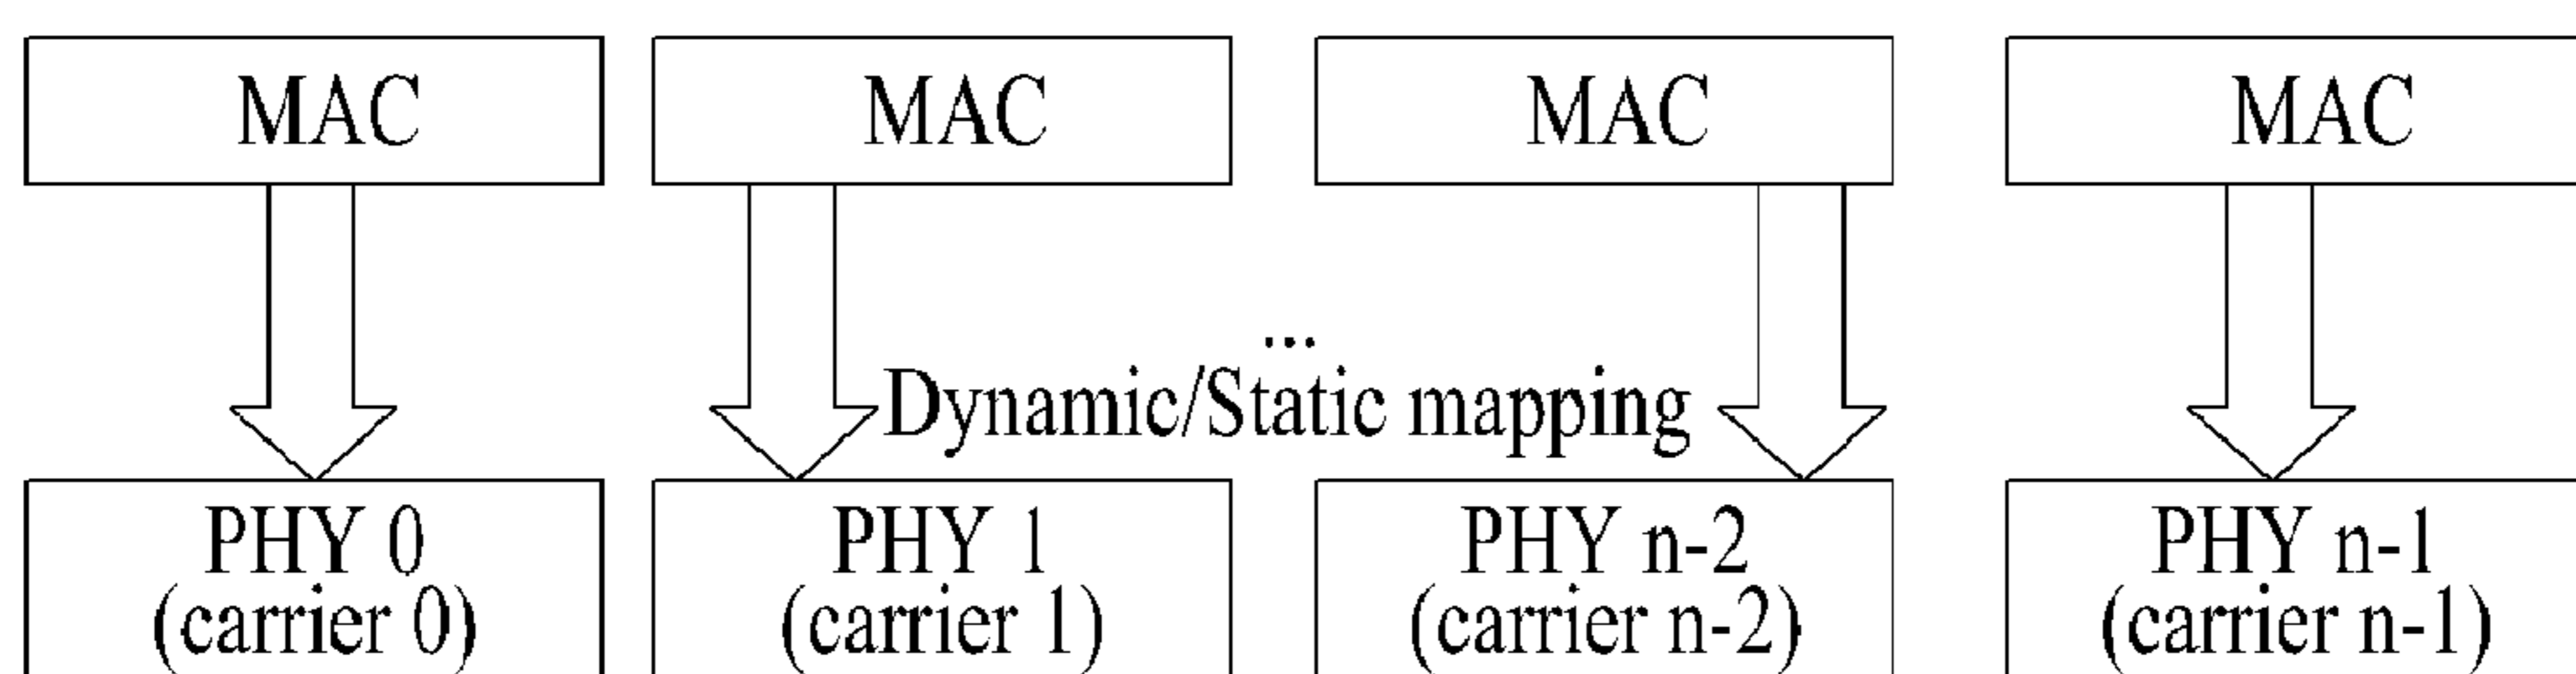 MAC MAC MAC MAC
...
Dynamic/Static mapping
PHY 0 PHY 1 PHY n-2 PHY n-1
(carrier 0) (carrier 1) (carrier n-2) (carrier n-1)